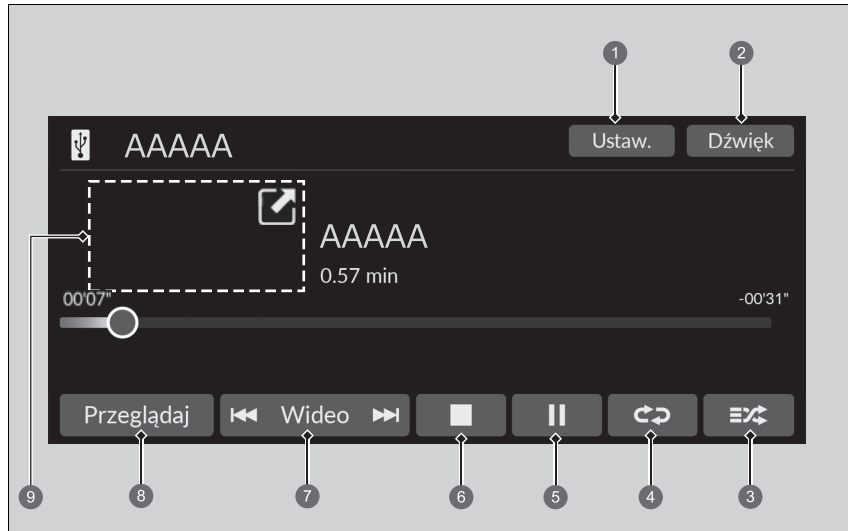 1 2
AAAAA Ustaw. Dźwięk
AAAAA
9
0.57 min
00'07" -00'31"
Przeglądaj Wideo
9 8 7 6 5 4 3